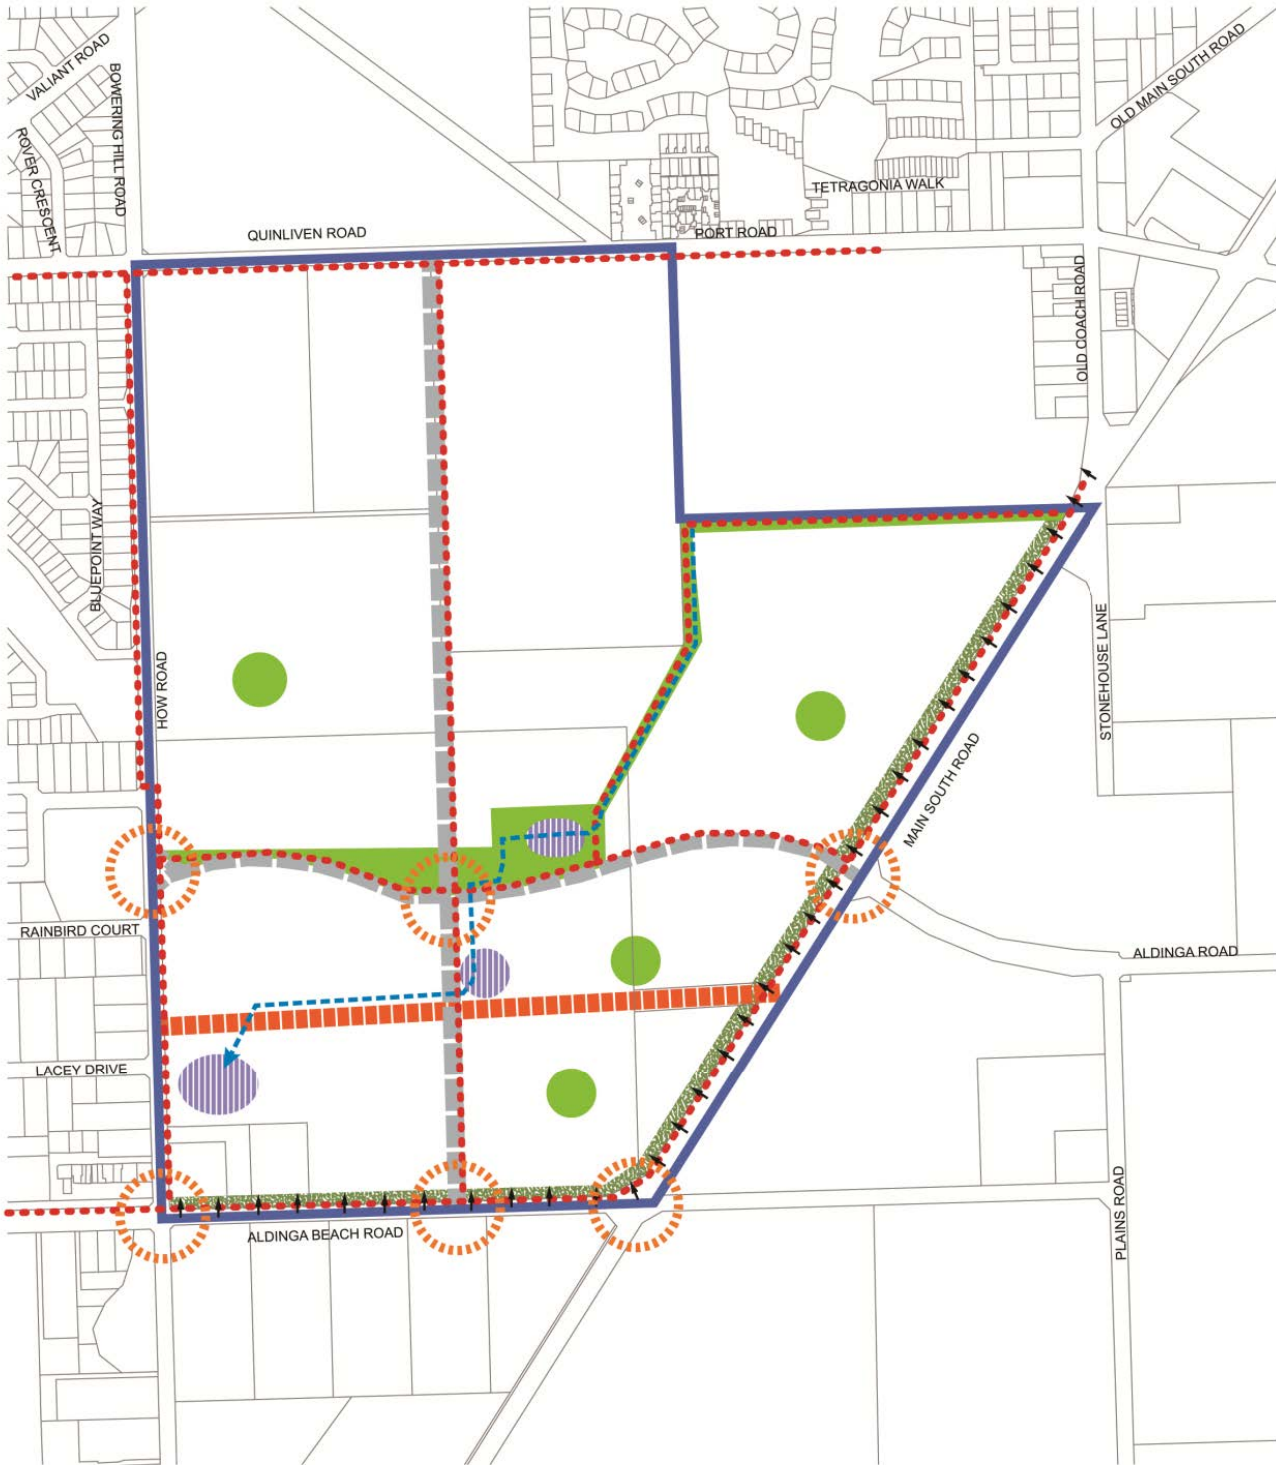 VALIANT ROAD
BOWERING HILL ROAD
OLD MAIN SOUTH ROAD
ROVER CRESCENT
TETRAGONIA WALK
QUINLIVEN ROAD
PORT ROAD
OLD COACH ROAD
BLUEPOINT WAY
HOW ROAD
STONEHOUSE LANE
MAIN SOUTH ROAD
RAINBIRD COURT
ALDINGA ROAD
LACEY DRIVE
PLAINS ROAD
ALDINGA BEACH ROAD